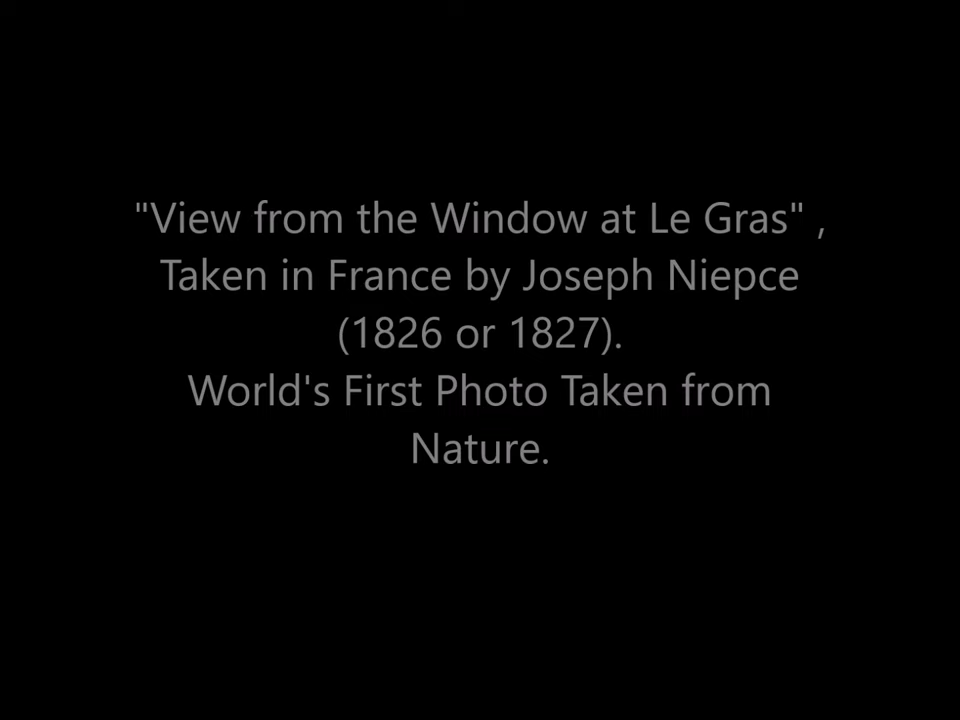 "View from the Window at Le Gras" ,
Taken in France by Joseph Niepce
(1826 or 1827).
World's First Photo Taken from
Nature.